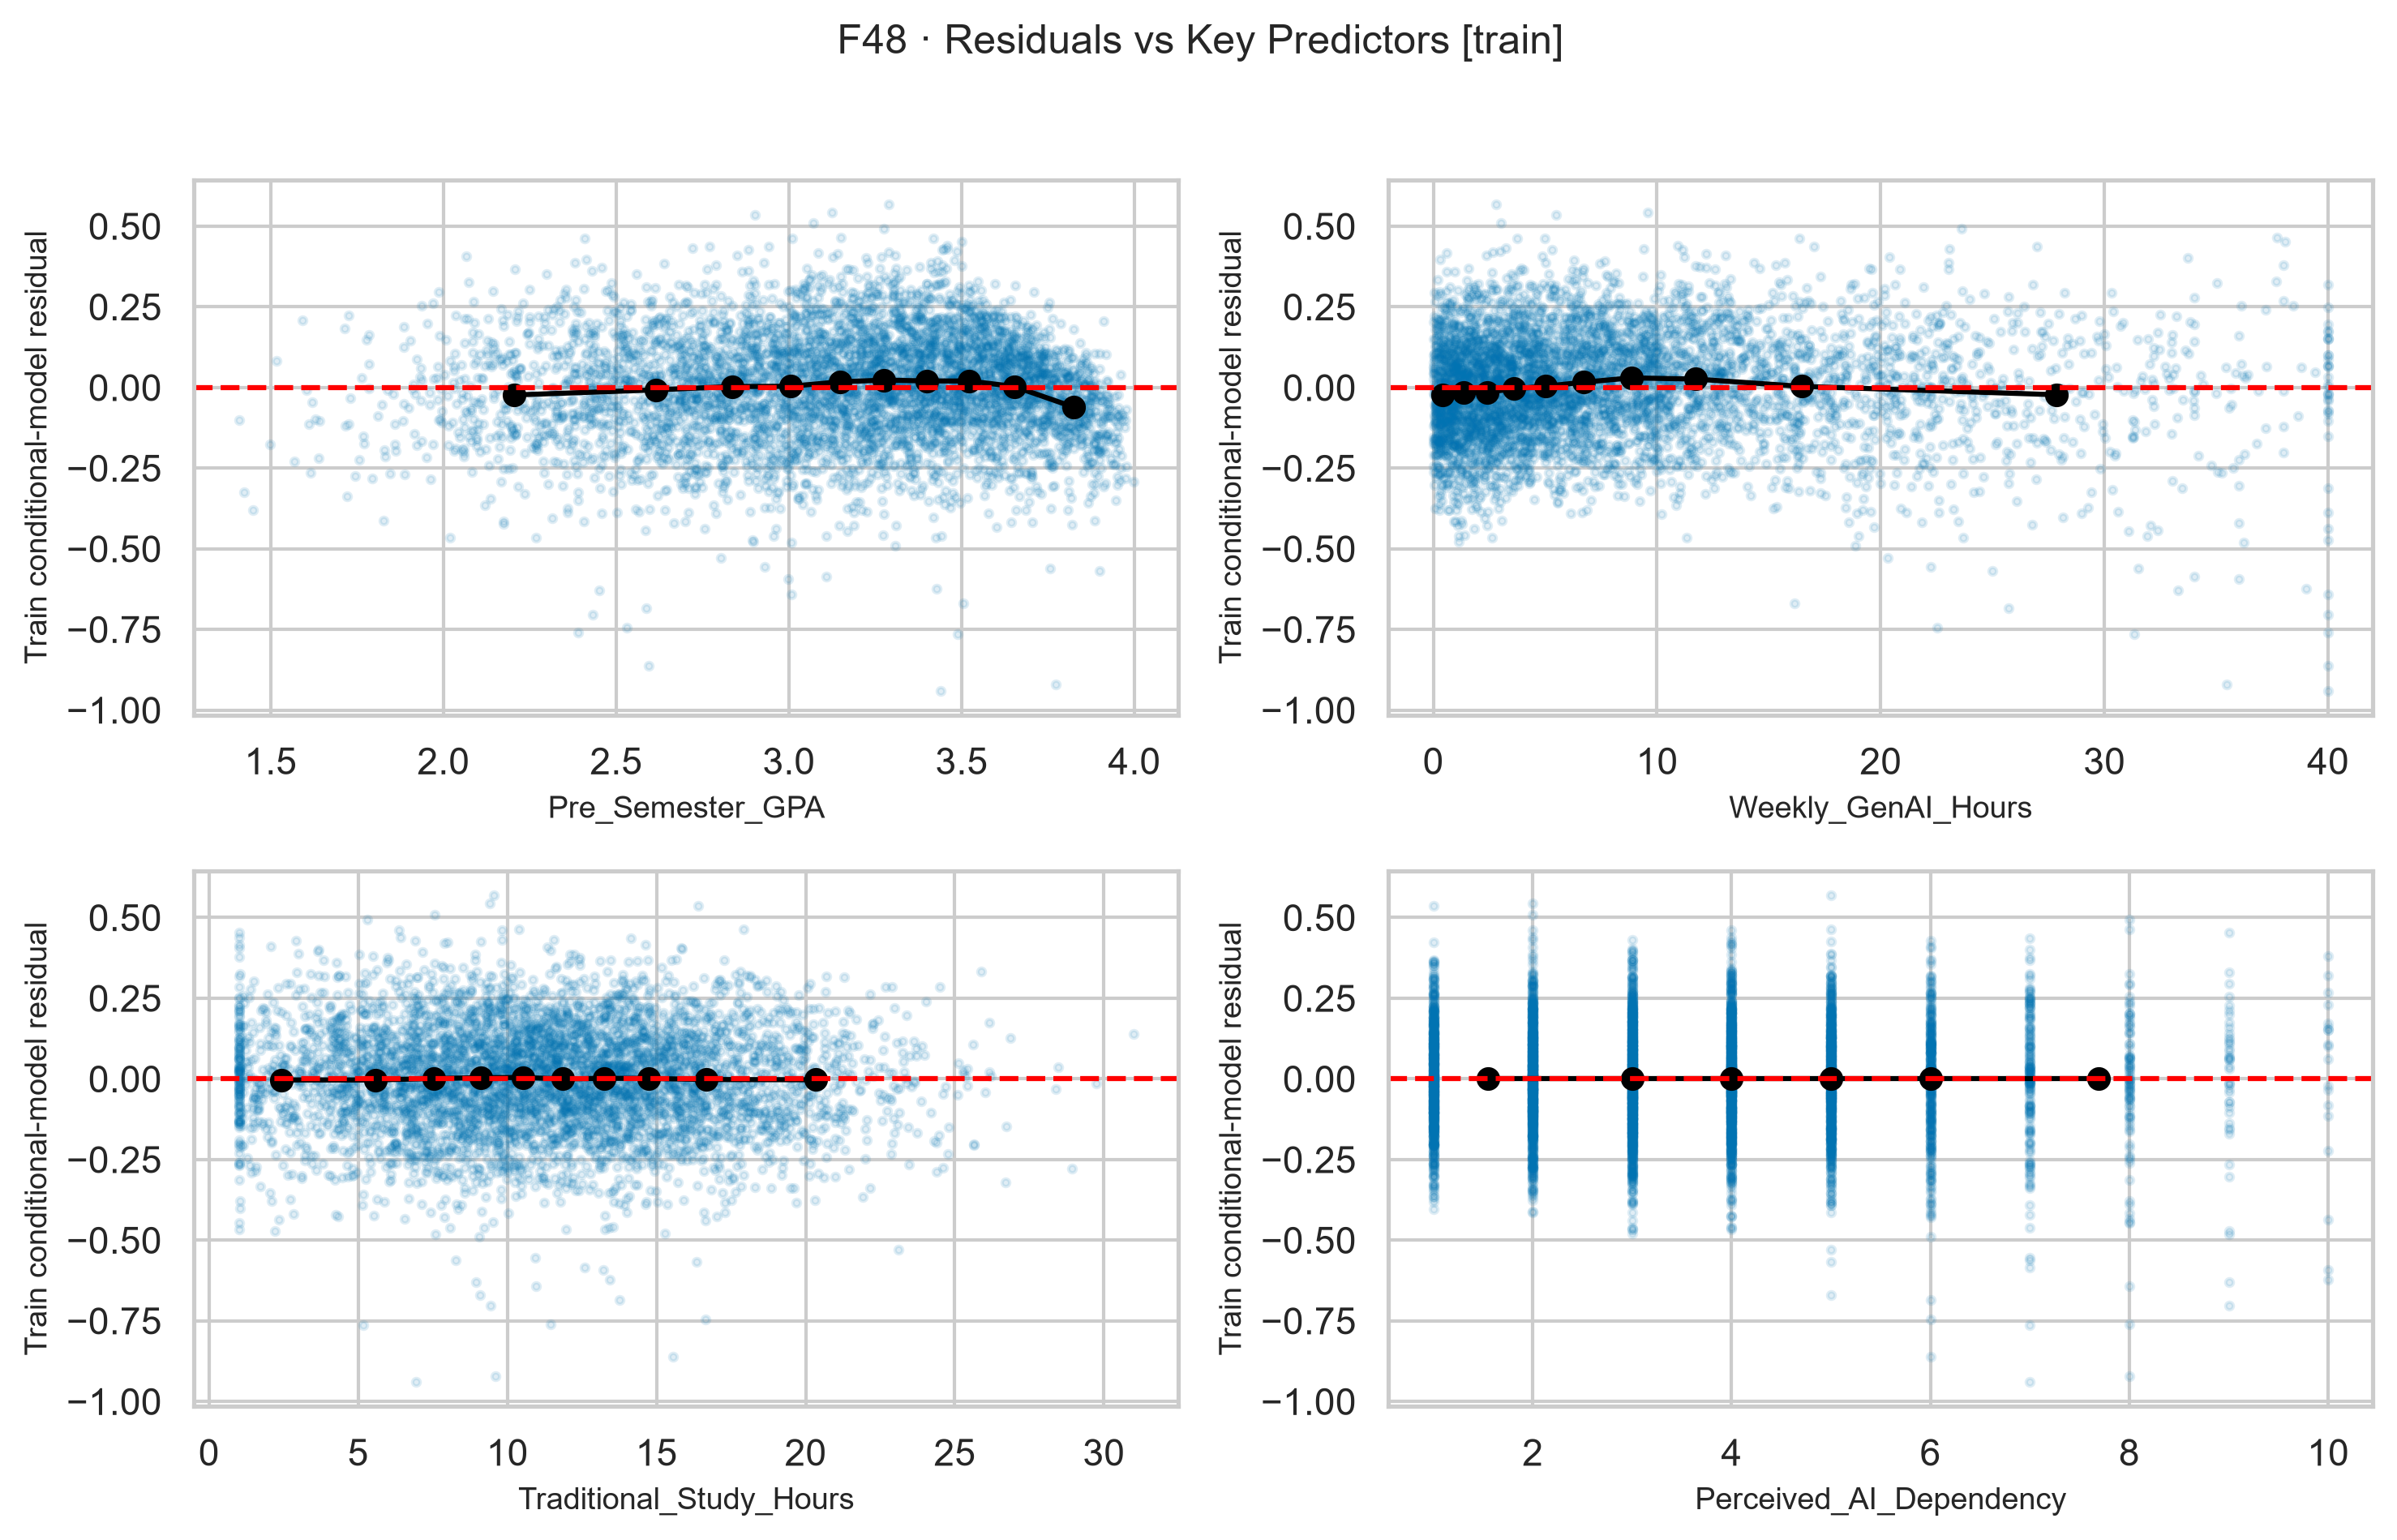 F48 · Residuals vs Key Predictors [train]
Train conditional-model residual
0.50
0.25
0.00
−0.25
−0.50
−0.75
−1.00
1.5 2.0 2.5 3.0 3.5 4.0
Pre_Semester_GPA
Train conditional-model residual
0.50
0.25
0.00
−0.25
−0.50
−0.75
−1.00
0 10 20 30 40
Weekly_GenAI_Hours
Train conditional-model residual
0.50
0.25
0.00
−0.25
−0.50
−0.75
−1.00
0 5 10 15 20 25 30
Traditional_Study_Hours
Train conditional-model residual
0.50
0.25
0.00
−0.25
−0.50
−0.75
−1.00
2 4 6 8 10
Perceived_AI_Dependency